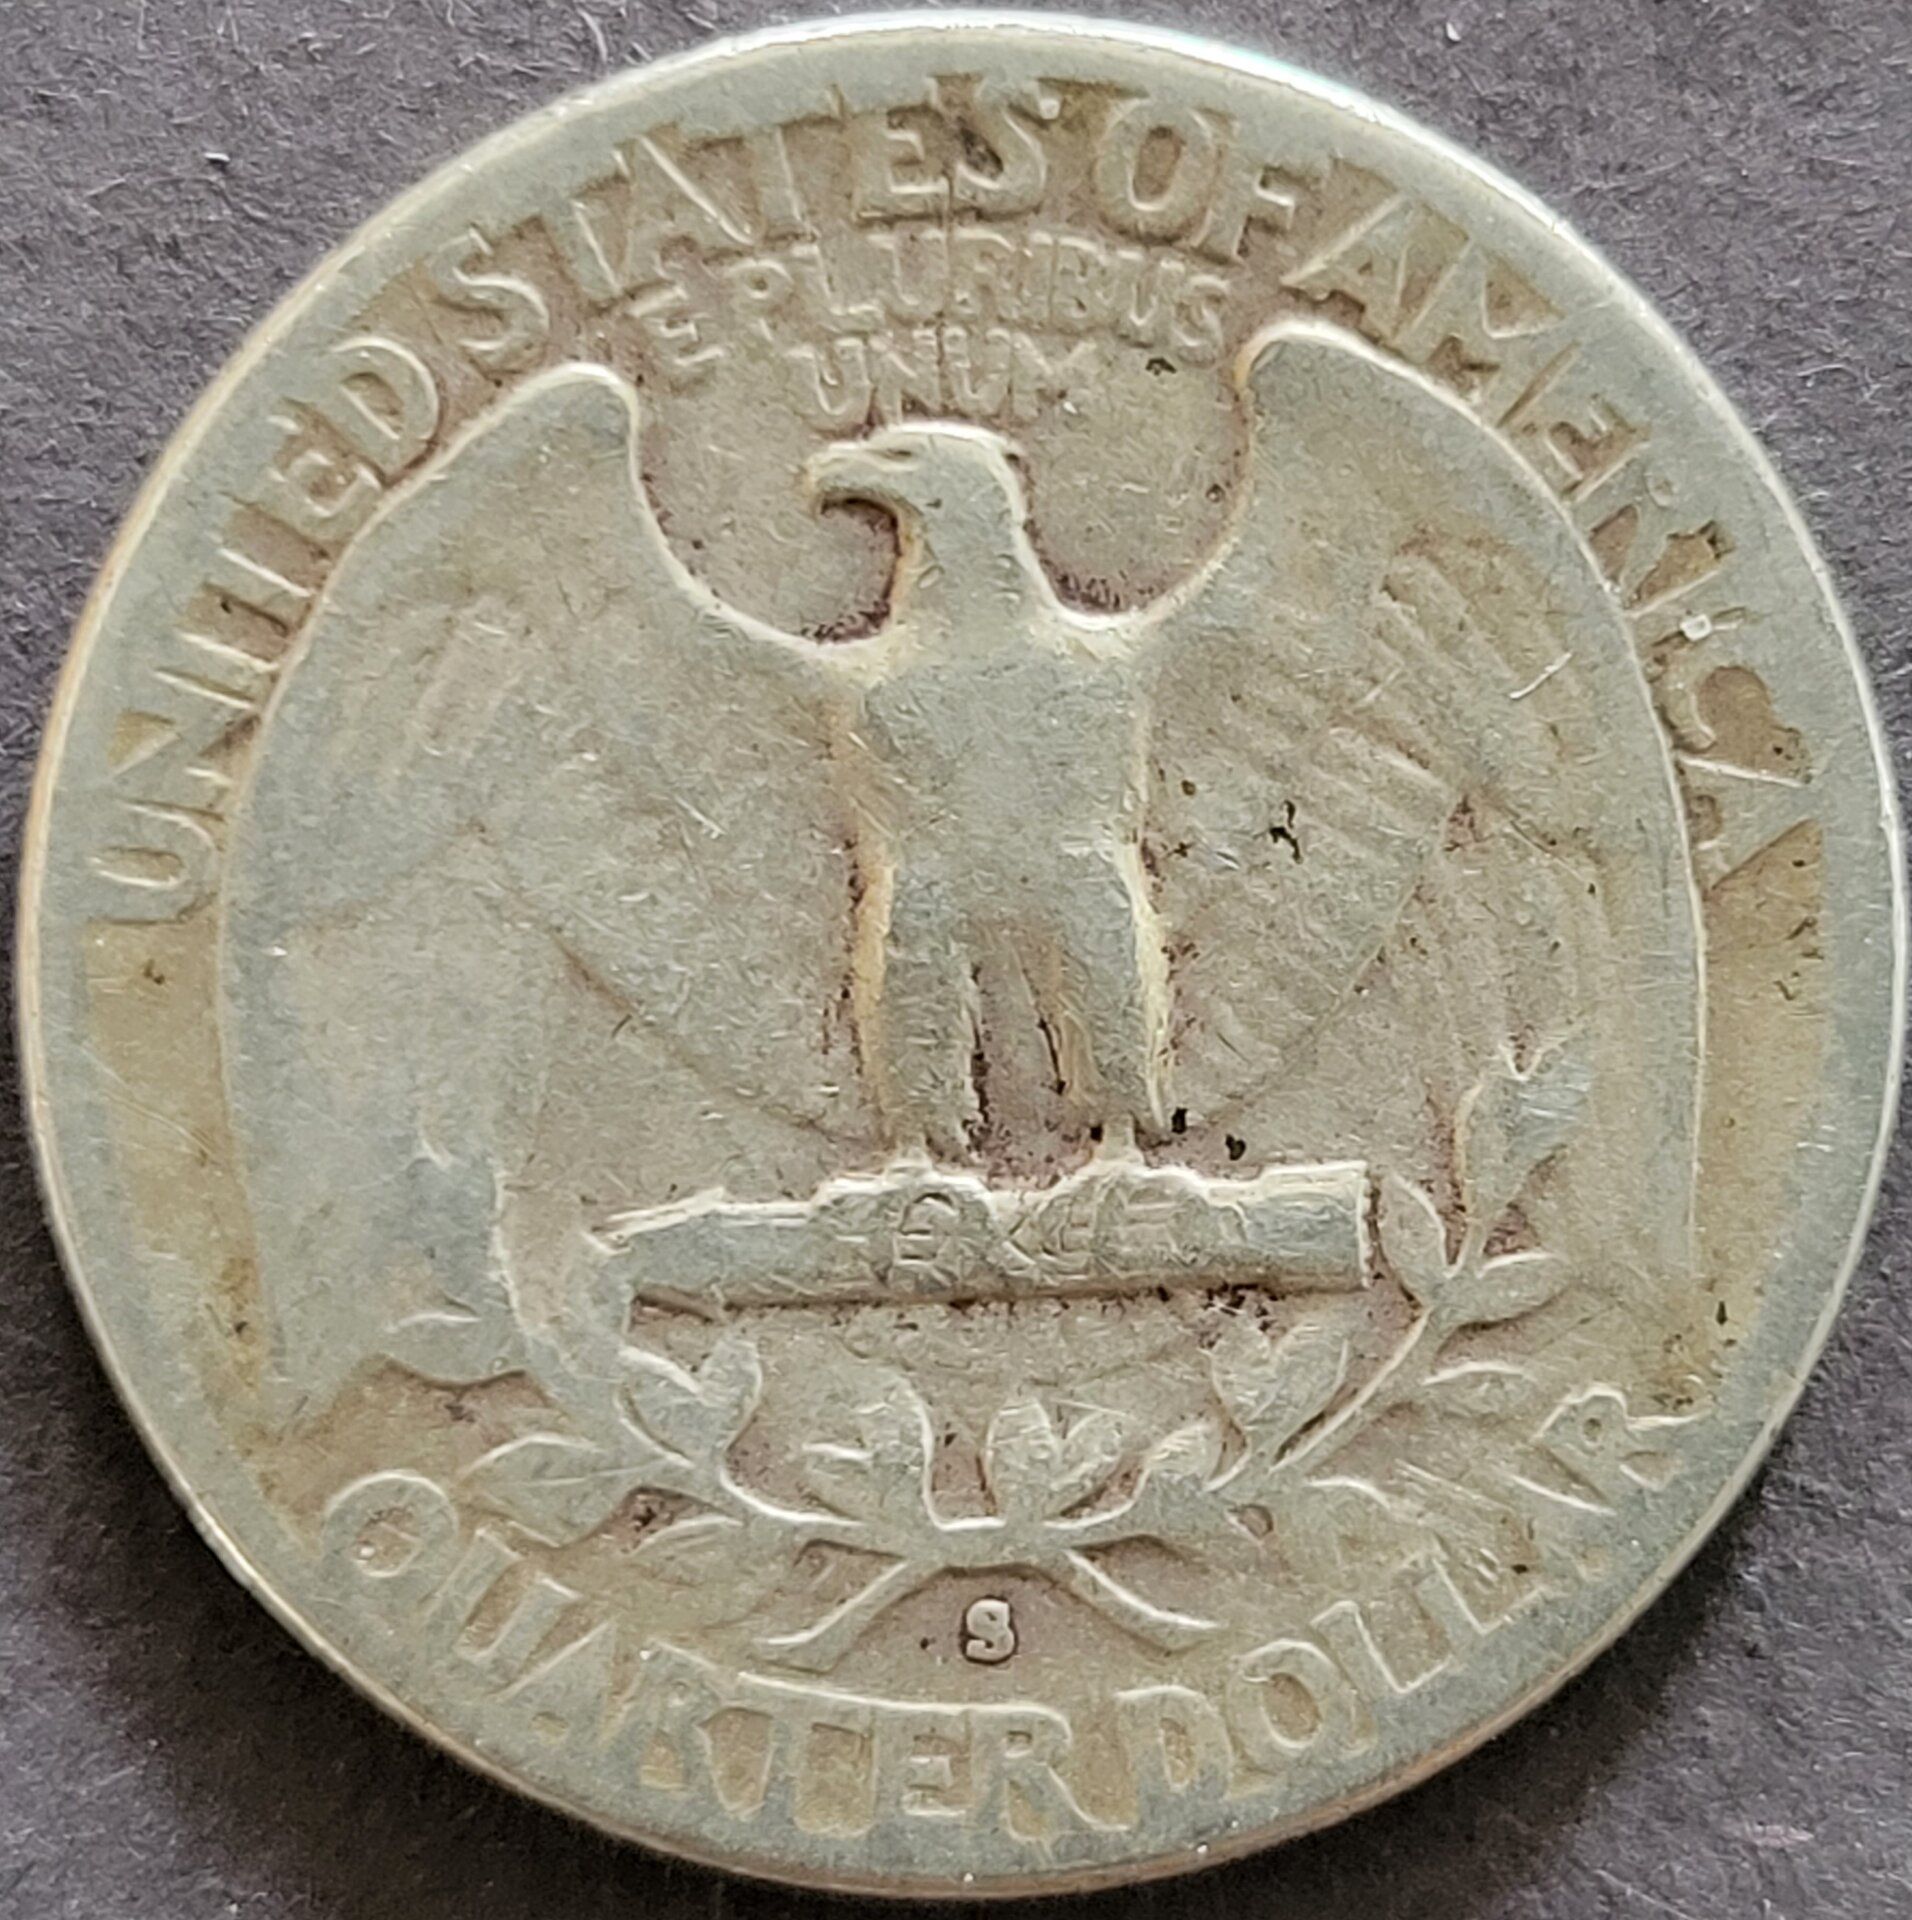 UNITED STATES OF AMERICA
E PLURIBUS
UNUM
S
QUARTER DOLLAR